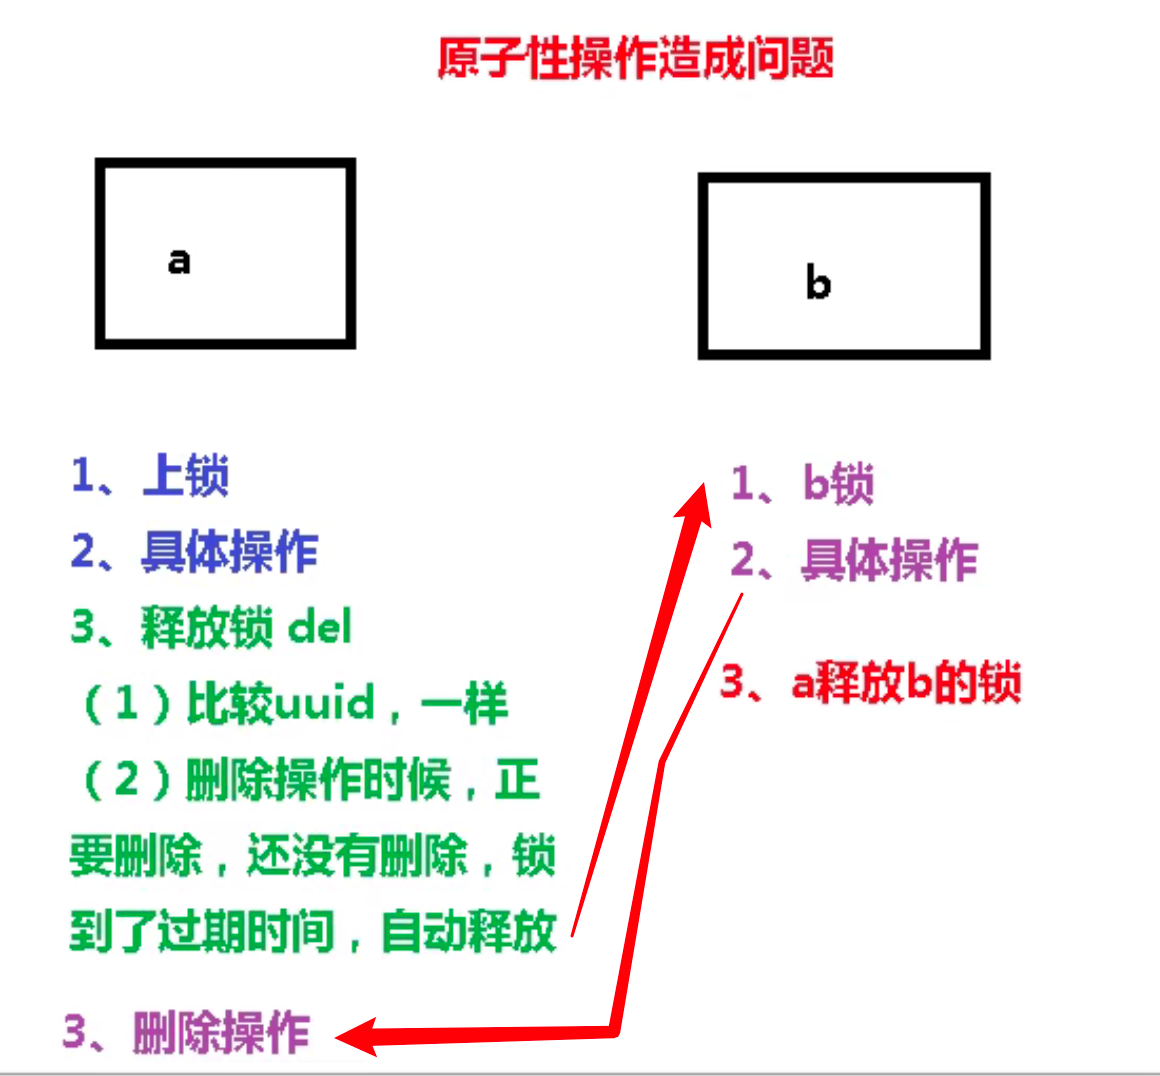 原子性操作造成问题
a
b
1、上锁
2、具体操作
3、释放锁 del
（1）比较uuid，一样
（2）删除操作时候，正
要删除，还没有删除，锁
到了过期时间，自动释放
3、删除操作
1、b锁
2、具体操作
3、a释放b的锁